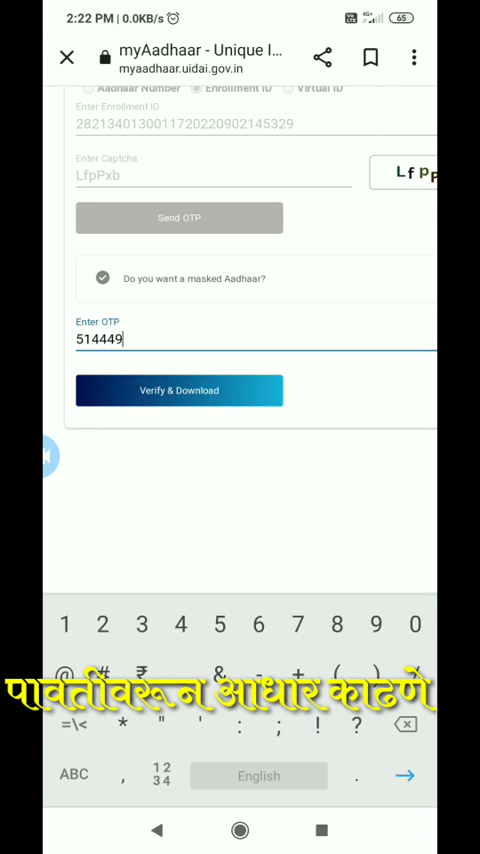 2:22 PM | 0.0KB/s
4G+
65
myAadhaar - Unique I...
myaadhaar.uidai.gov.in
Aadhaar Number Enrollment ID Virtual ID
Enter Enrollment ID
2821340130011720220902145329
Enter Captcha
LfpPxb
L f p P
Send OTP
Do you want a masked Aadhaar?
Enter OTP
514449
Verify & Download
1 2 3 4 5 6 7 8 9 0
@ # ₹ & - + ( ) /
पावतीवरून आधार काढणे
=\< * " ' : ; ! ?
ABC , 12 34 English .